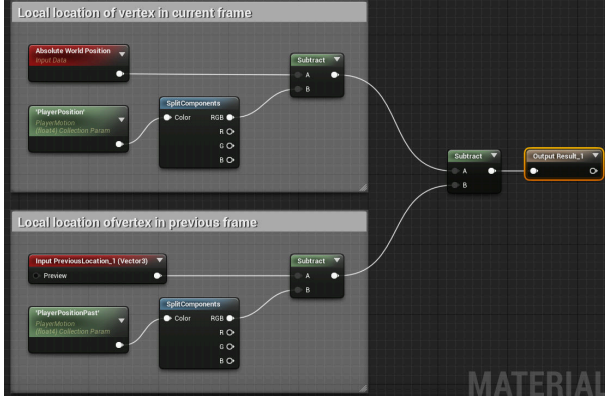 Local location of vertex in current frame
Absolute World Position
Input Data
Subtract
A
B
'PlayerPosition'
PlayerMotion
(float4) Collection Param
SplitComponents
Color RGB
R
G
B
Subtract
A
B
Output Result_1
Local location ofvertex in previous frame
Input PreviousLocation_1 (Vector3)
Preview
Subtract
A
B
'PlayerPositionPast'
PlayerMotion
(float4) Collection Param
SplitComponents
Color RGB
R
G
B
MATERIAL